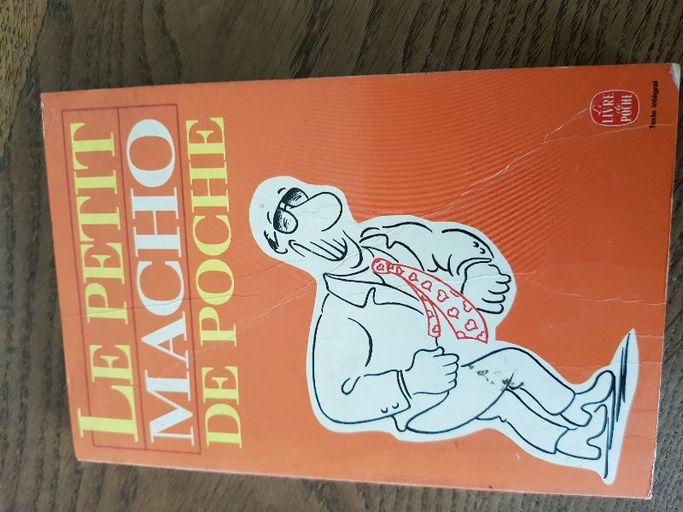 LE PETIT
MACHO
DE POCHE
Le
LIVRE
de
POCHE
Texte intégral